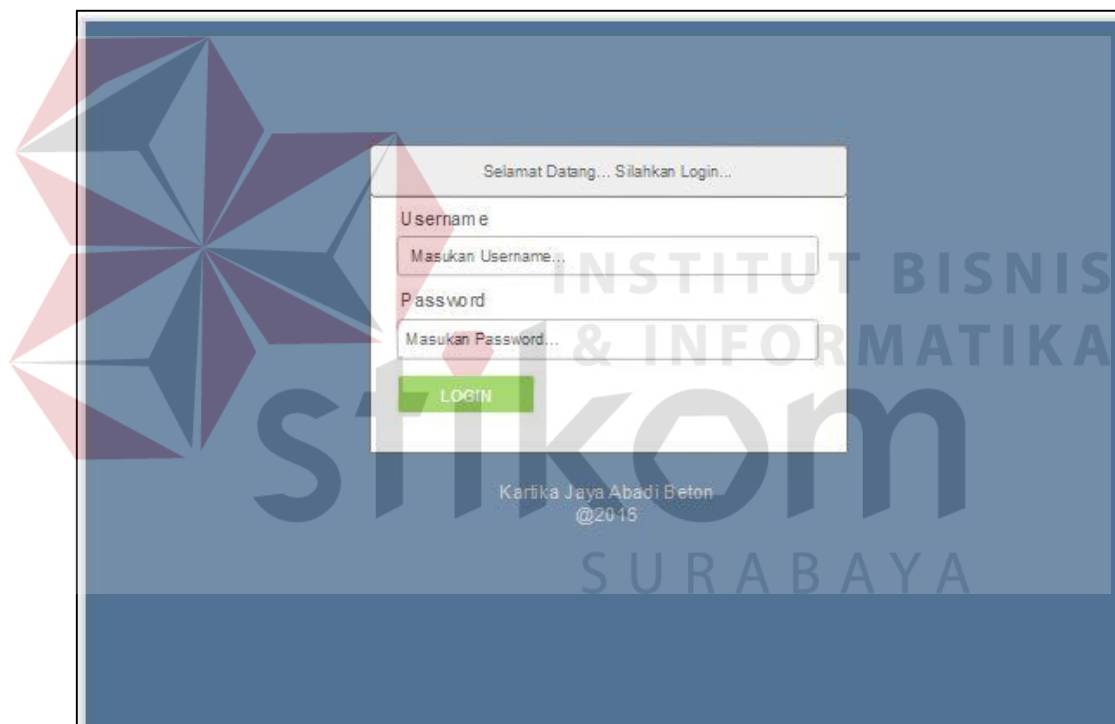 Selamat Datang... Silahkan Login...
Username
Masukan Username...
INSTITUT BISNIS
Password
Masukan Password...
& INFORMATIKA
LOGIN
stikom
Kartika Jaya Abadi Beton
@2016
SURABAYA